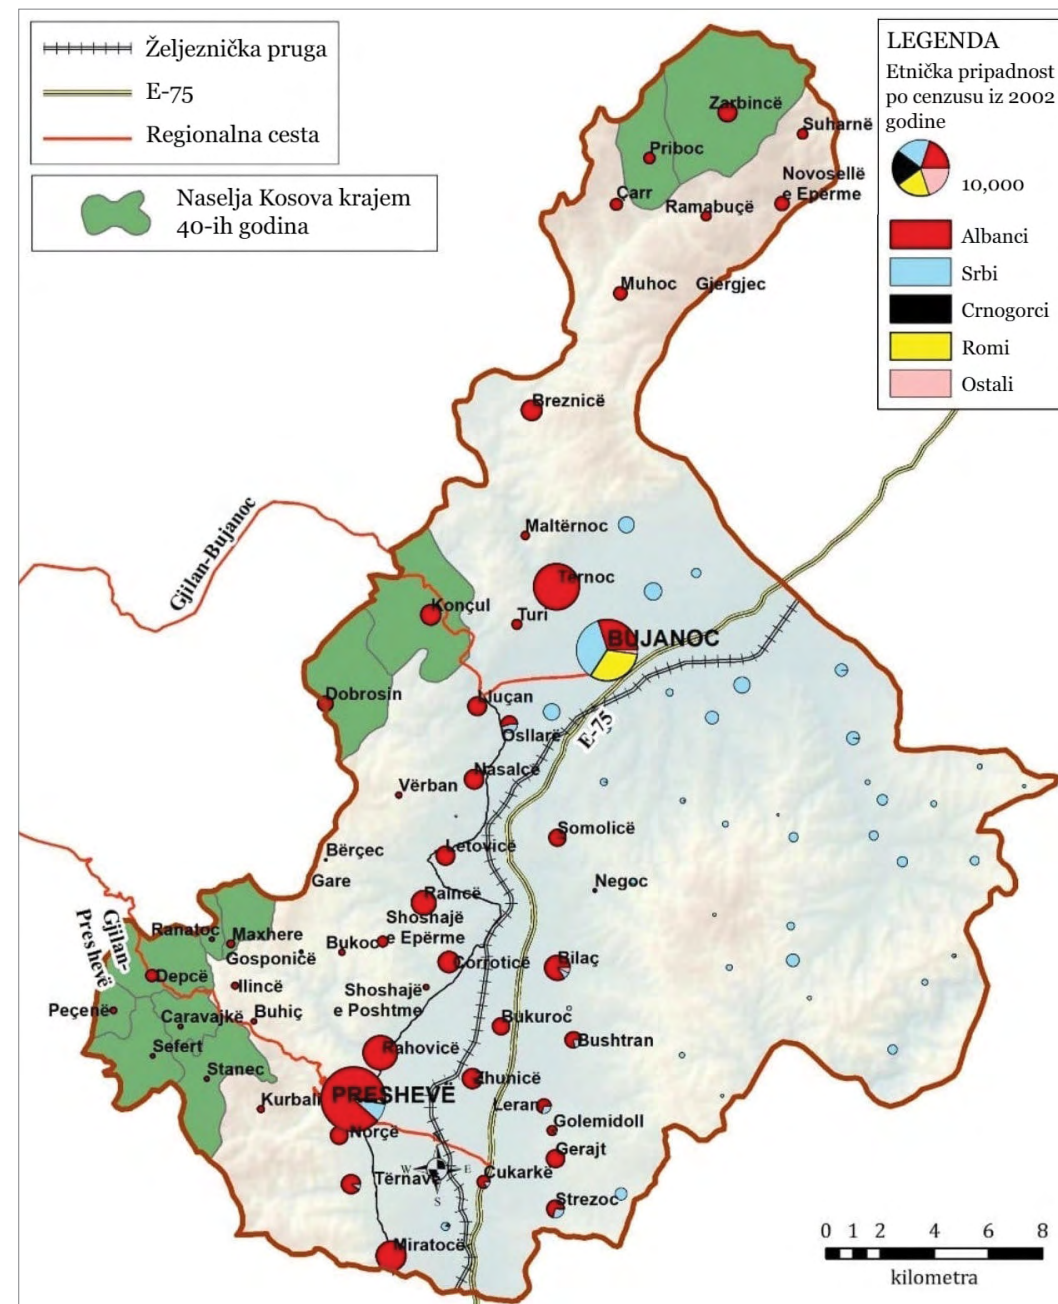 Željeznička pruga
E-75
Regionalna cesta
Naselja Kosova krajem
40-ih godina
LEGENDA
Etnička pripadnost
po cenzusu iz 2002
godine
10,000
Albanci
Srbi
Crnogorci
Romi
Ostali
Zarbincë
Suharnë
Priboc
Novosellë
e Epërme
Çarr
Ramabuçë
Muhoc
Gjergjec
Breznicë
Gjilan-Bujanoc
Maltërnoc
Tërnoc
Konçul
Turi
BUJANOC
Dobrosin
Lluçan
Osllarë
E-75
Nasalcë
Vërban
Somolicë
Letovicë
Bërçec
Gare
Negoc
Raincë
Shoshajë
e Epërme
Gjilan-
Preshevë
Ranatoc
Maxhere
Bukoc
Gosponicë
Corroticë
Bilaç
Depcë
Ilincë
Shoshajë
e Poshtme
Peçenë
Caravajkë
Buhiç
Bukuroc
Bushtran
Sefert
Rahovicë
Stanec
Zhunicë
PRESHEVË
Kurbali
Leran
Golemidoll
Norçë
Gerajt
N
W
E
S
Tërnavë
Cukarkë
Strezoc
Miratocë
0 1 2 4 6 8
kilometra